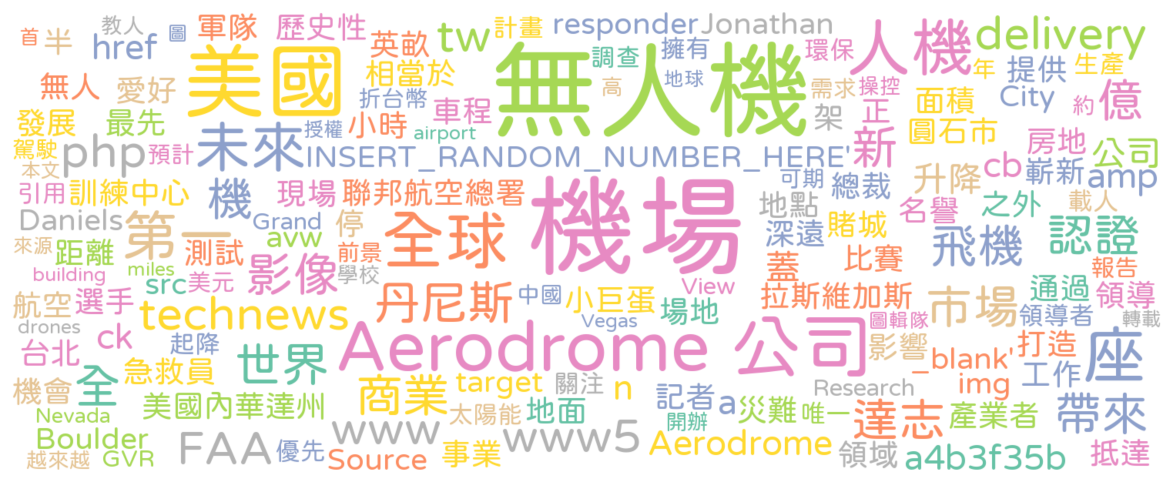 首 半 教人 href 圖 軍隊 歷史性 英畝 tw 計畫 responder Jonathan 人機 delivery
無人 愛好 美國 相當於 無人機 調查 擁有 環保 年 提供 生產
折台幣 車程 高 地球 需求 操控 City 約 億
發展 最先 未來 授權 小時 airport 架 正 面積 圓石市 房地 公司
駕駛 本文 php 預計 INSERT_RANDOM_NUMBER_HERE' 新 cb 嶄新 amp
引用 訓練中心 機 現場 聯邦航空總署 機場 可期 總裁 升降 載人
Daniels 第一 Grand avw 停 全球 地點 深遠 賭城 名譽 之外 認證
來源 距離 測試 影像 前景 學校 蓋 比賽 飛機 報告
building miles src 美元 中國 小巨蛋 View 拉斯維加斯 市場 通過 領導
航空 選手 technews 丹尼斯 Vegas 場地 圖輯隊 領導者 轉載
drones 台北 ck 起降 世界 Aerodrome 公司 影響 _blank' 打造 座
機會 全 急救員 商業 target 關注 n 記者 a Research img 工作
Nevada 美國內華達州 太陽能 地面 開辦 災難 唯一 達志 產業者 帶來
Boulder 越來越 GVR FAA 優先 www Source 事業 www5 Aerodrome 領域 a4b3f35b 抵達